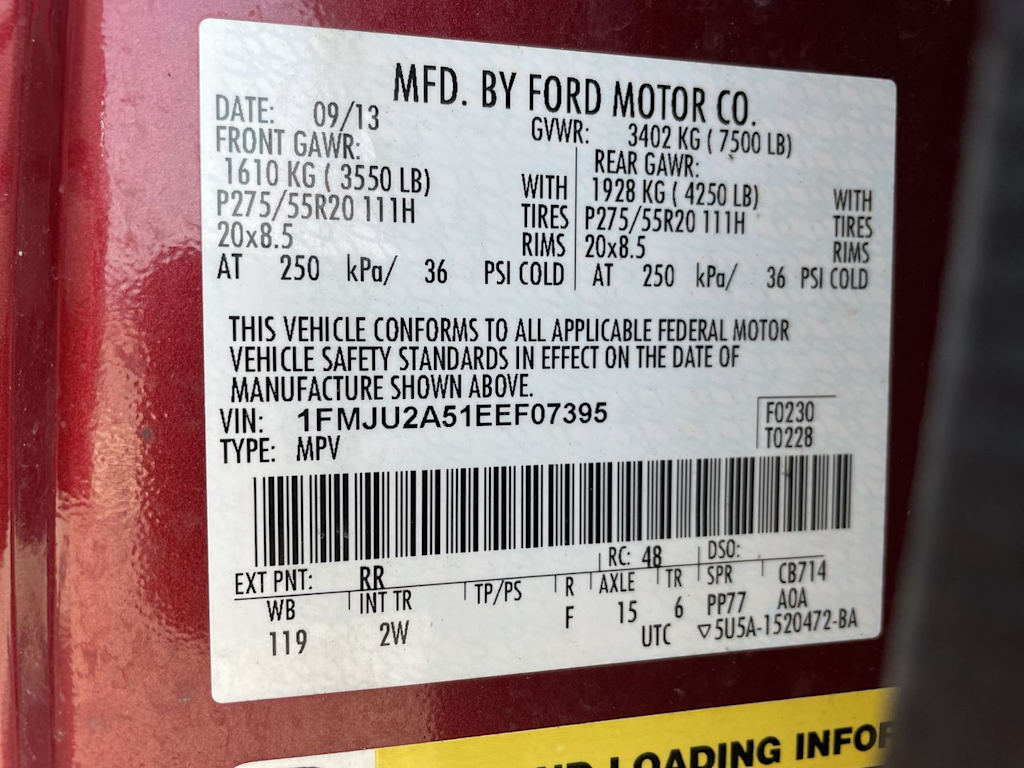 MFD. BY FORD MOTOR CO.
DATE: 09/13 GVWR: 3402 KG ( 7500 LB)
FRONT GAWR: REAR GAWR:
1610 KG ( 3550 LB) WITH 1928 KG ( 4250 LB) WITH
P275/55R20 111H TIRES P275/55R20 111H TIRES
20x8.5 RIMS 20x8.5 RIMS
AT 250 kPa/ 36 PSI COLD AT 250 kPa/ 36 PSI COLD
THIS VEHICLE CONFORMS TO ALL APPLICABLE FEDERAL MOTOR
VEHICLE SAFETY STANDARDS IN EFFECT ON THE DATE OF
MANUFACTURE SHOWN ABOVE.
VIN: 1FMJU2A51EEF07395 F0230
TYPE: MPV T0228
EXT PNT: RR RC: 48 DSO:
WB INT TR TP/PS R AXLE TR SPR CB714
119 2W F 15 6 PP77 A0A
UTC ▽5U5A-1520472-BA
LOADING